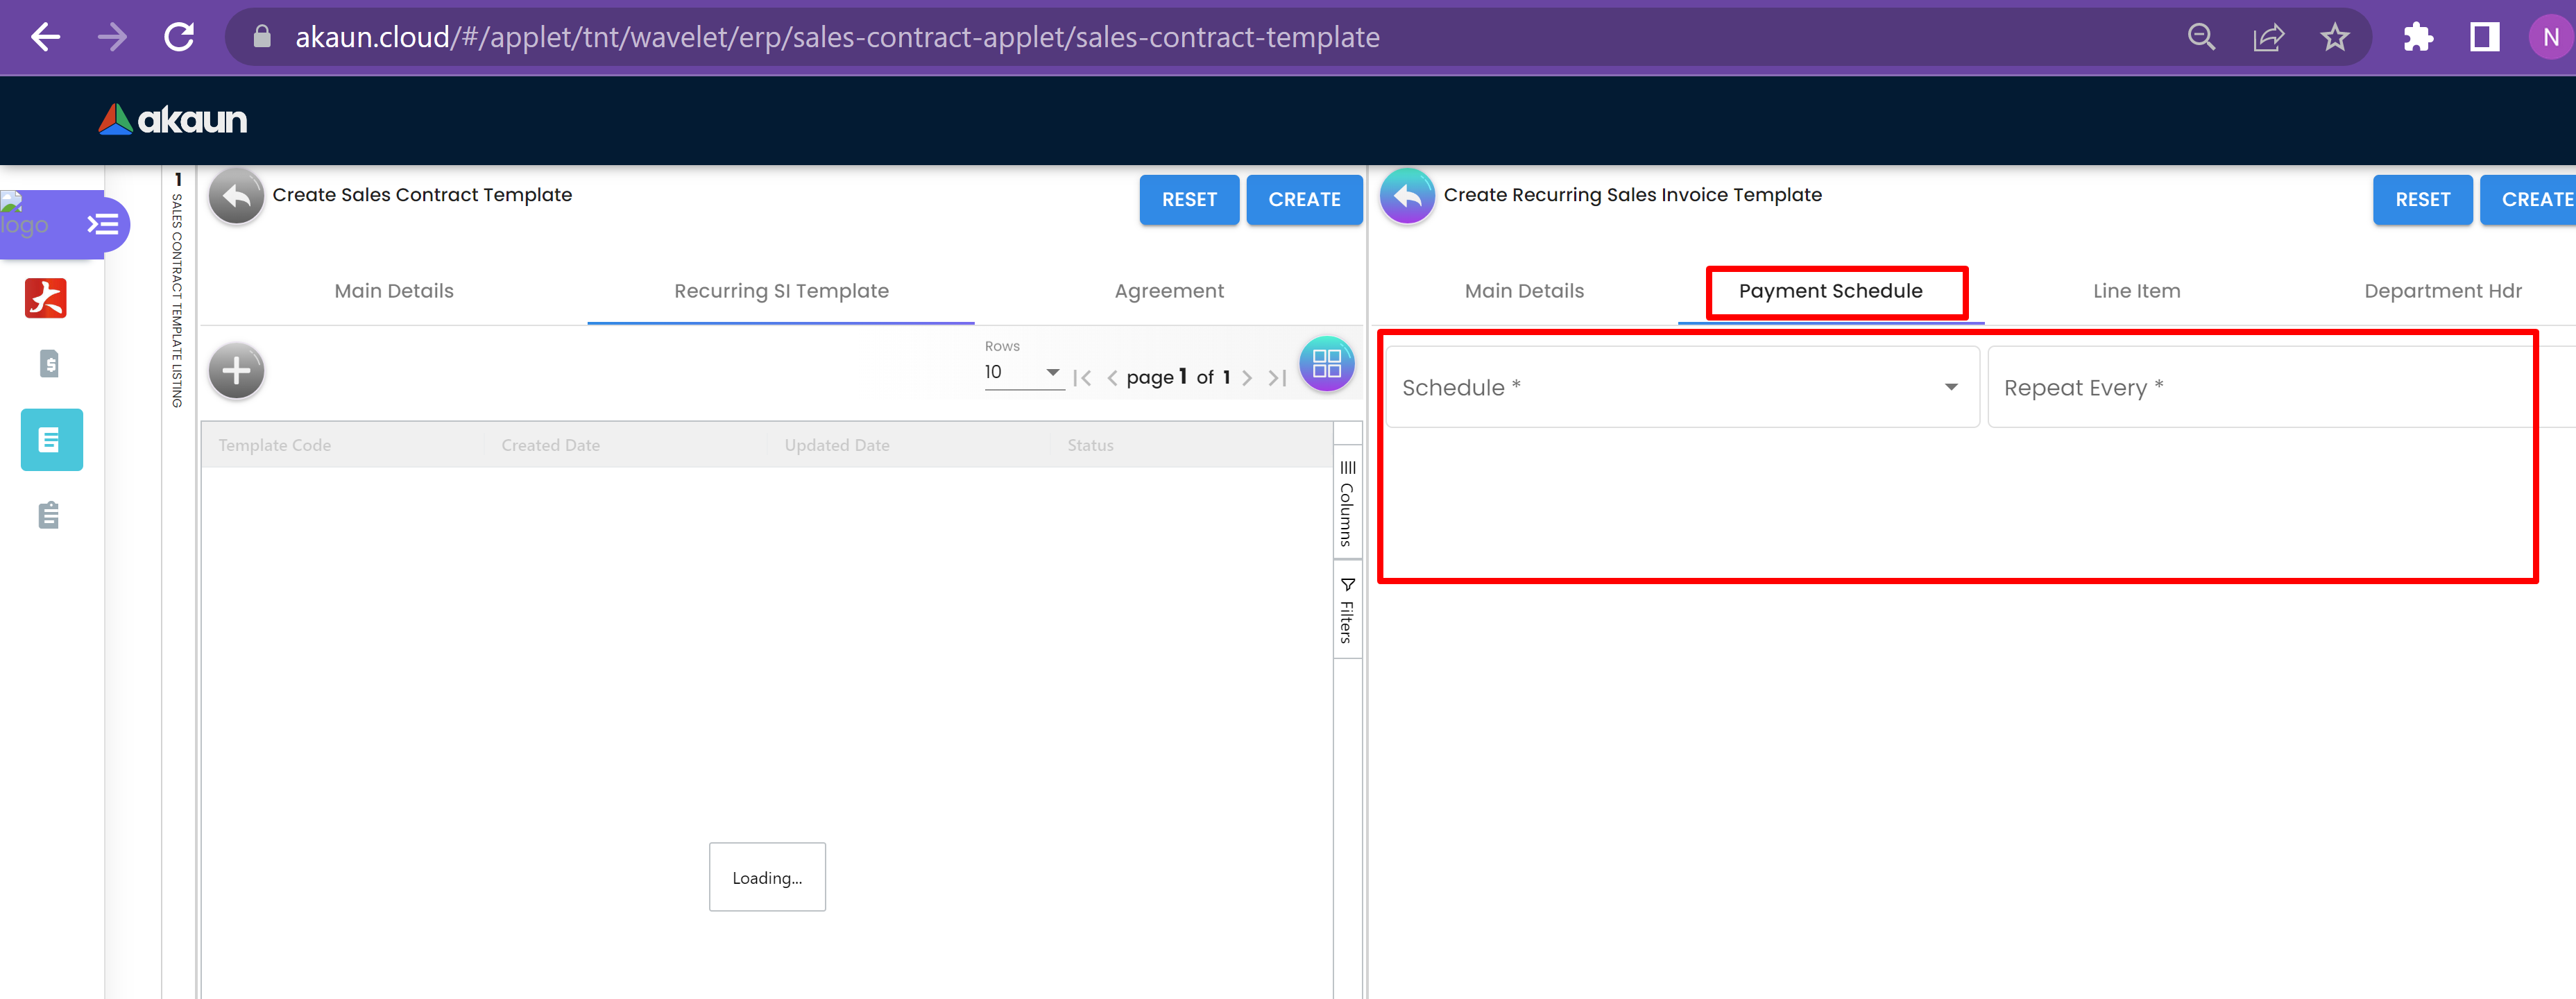 akaun.cloud/#/applet/tnt/wavelet/erp/sales-contract-applet/sales-contract-template
N
akaun
logo
1
SALES CONTRACT TEMPLATE LISTING
Create Sales Contract Template
RESET
CREATE
Main Details
Recurring SI Template
Agreement
Rows
10
page 1 of 1
Template Code
Created Date
Updated Date
Status
Columns
Filters
Loading...
Create Recurring Sales Invoice Template
RESET
CREATE
Main Details
Payment Schedule
Line Item
Department Hdr
Schedule *
Repeat Every *